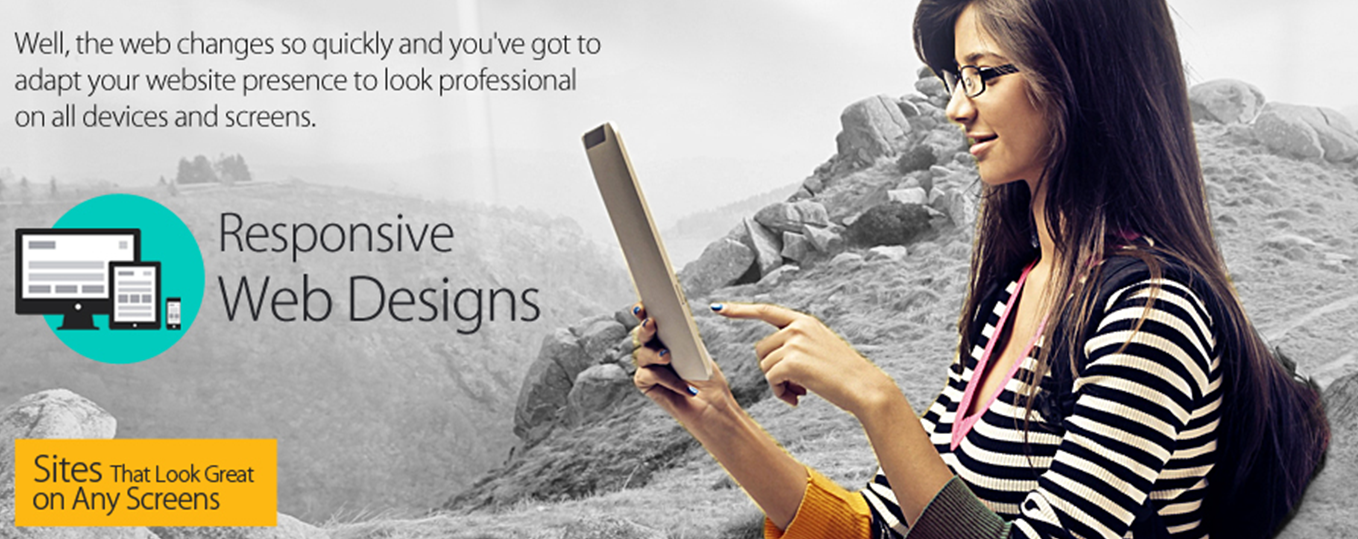 Well, the web changes so quickly and you've got to
adapt your website presence to look professional
on all devices and screens.
Responsive
Web Designs
Sites That Look Great
on Any Screens